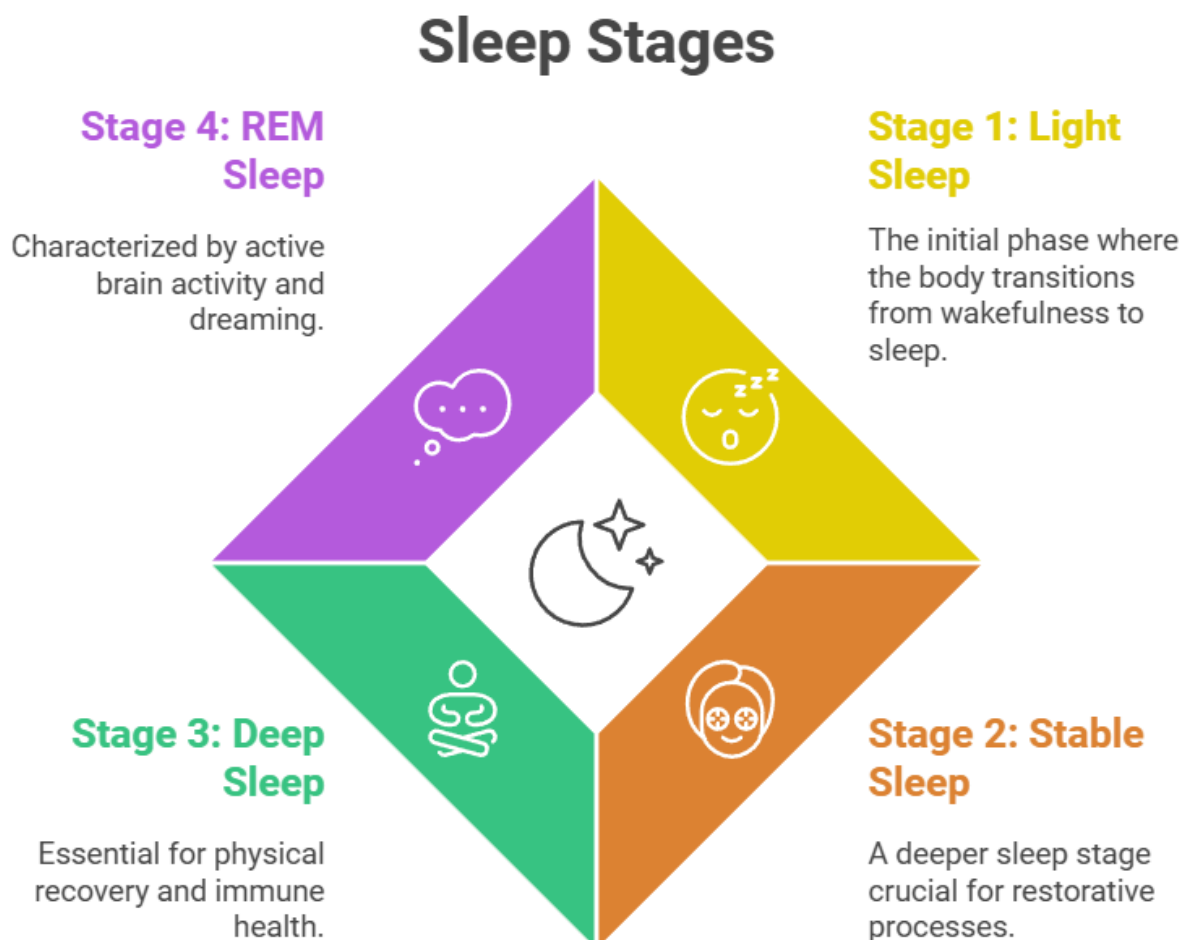 Sleep Stages
Stage 4: REM
Sleep
Characterized by active
brain activity and
dreaming.
Stage 1: Light
Sleep
The initial phase where
the body transitions
from wakefulness to
sleep.
z z z
Stage 3: Deep
Sleep
Essential for physical
recovery and immune
health.
Stage 2: Stable
Sleep
A deeper sleep stage
crucial for restorative
processes.